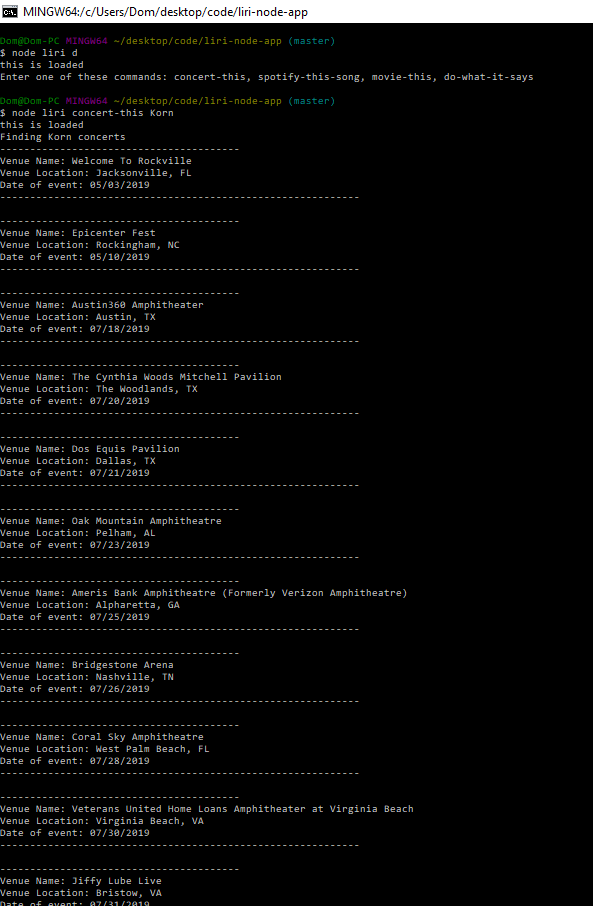 MINGW64:/c/Users/Dom/desktop/code/liri-node-app
Dom@Dom-PC MINGW64 ~/desktop/code/liri-node-app (master)
$ node liri d
this is loaded
Enter one of these commands: concert-this, spotify-this-song, movie-this, do-what-it-says
Dom@Dom-PC MINGW64 ~/desktop/code/liri-node-app (master)
$ node liri concert-this Korn
this is loaded
Finding Korn concerts
----------------------------------------
Venue Name: Welcome To Rockville
Venue Location: Jacksonville, FL
Date of event: 05/03/2019
------------------------------------------------------------
----------------------------------------
Venue Name: Epicenter Fest
Venue Location: Rockingham, NC
Date of event: 05/10/2019
------------------------------------------------------------
----------------------------------------
Venue Name: Austin360 Amphitheater
Venue Location: Austin, TX
Date of event: 07/18/2019
------------------------------------------------------------
----------------------------------------
Venue Name: The Cynthia Woods Mitchell Pavilion
Venue Location: The Woodlands, TX
Date of event: 07/20/2019
------------------------------------------------------------
----------------------------------------
Venue Name: Dos Equis Pavilion
Venue Location: Dallas, TX
Date of event: 07/21/2019
------------------------------------------------------------
----------------------------------------
Venue Name: Oak Mountain Amphitheatre
Venue Location: Pelham, AL
Date of event: 07/23/2019
------------------------------------------------------------
----------------------------------------
Venue Name: Ameris Bank Amphitheatre (Formerly Verizon Amphitheatre)
Venue Location: Alpharetta, GA
Date of event: 07/25/2019
------------------------------------------------------------
----------------------------------------
Venue Name: Bridgestone Arena
Venue Location: Nashville, TN
Date of event: 07/26/2019
------------------------------------------------------------
----------------------------------------
Venue Name: Coral Sky Amphitheatre
Venue Location: West Palm Beach, FL
Date of event: 07/28/2019
------------------------------------------------------------
----------------------------------------
Venue Name: Veterans United Home Loans Amphitheater at Virginia Beach
Venue Location: Virginia Beach, VA
Date of event: 07/30/2019
------------------------------------------------------------
----------------------------------------
Venue Name: Jiffy Lube Live
Venue Location: Bristow, VA
Date of event: 07/31/2019